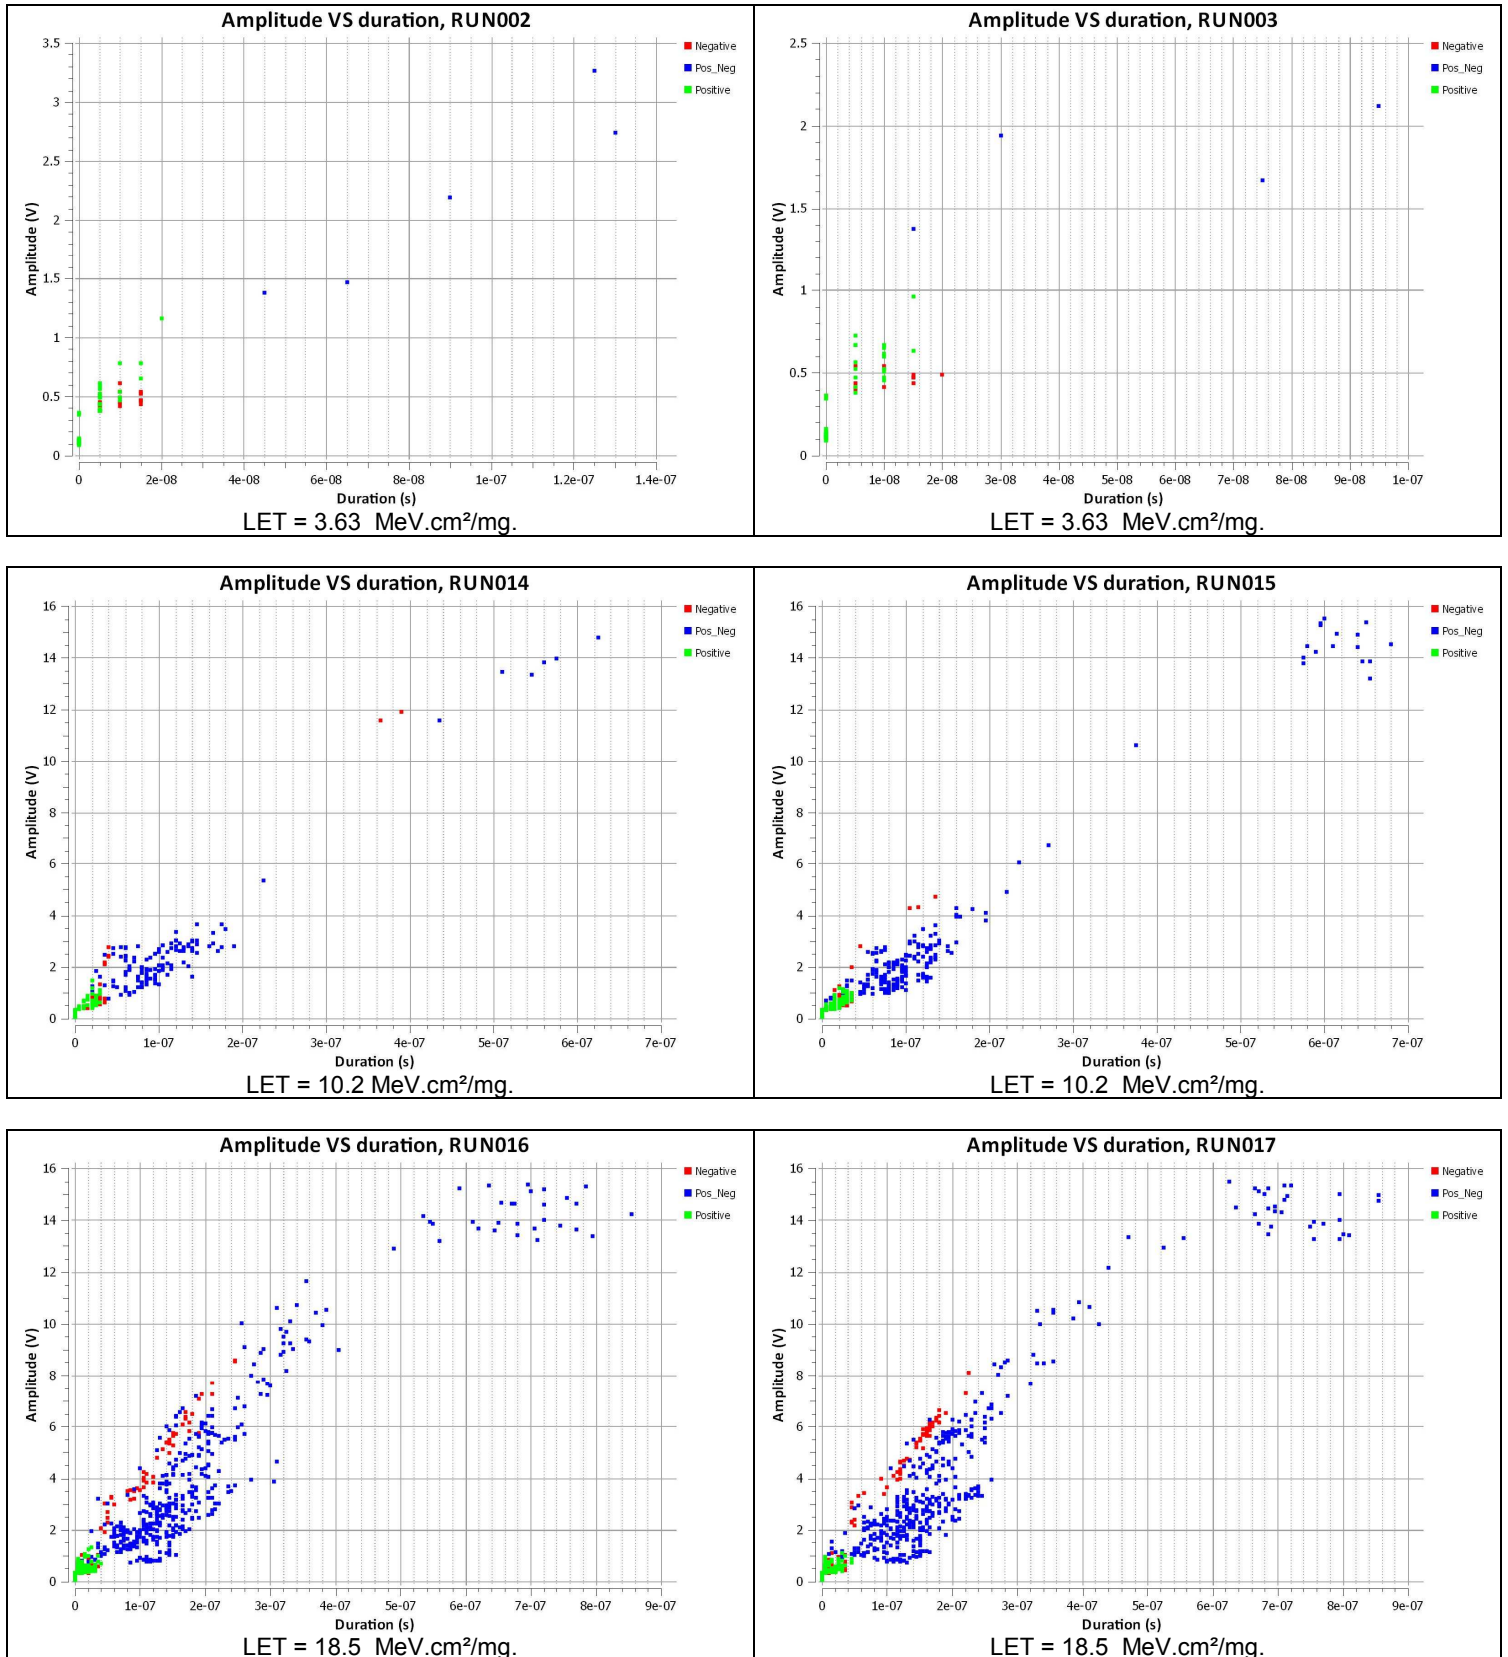 Amplitude VS duration, RUN002
Negative
Pos_Neg
Positive
Amplitude (V)
3.5
3
2.5
2
1.5
1
0.5
0
0 2e-08 4e-08 6e-08 8e-08 1e-07 1.2e-07 1.4e-07
Duration (s)
LET = 3.63 MeV.cm²/mg.
Amplitude VS duration, RUN003
Negative
Pos_Neg
Positive
Amplitude (V)
2.5
2
1.5
1
0.5
0
0 1e-08 2e-08 3e-08 4e-08 5e-08 6e-08 7e-08 8e-08 9e-08 1e-07
Duration (s)
LET = 3.63 MeV.cm²/mg.
Amplitude VS duration, RUN014
Negative
Pos_Neg
Positive
Amplitude (V)
16
14
12
10
8
6
4
2
0
0 1e-07 2e-07 3e-07 4e-07 5e-07 6e-07 7e-07
Duration (s)
LET = 10.2 MeV.cm²/mg.
Amplitude VS duration, RUN015
Negative
Pos_Neg
Positive
Amplitude (V)
16
14
12
10
8
6
4
2
0
0 1e-07 2e-07 3e-07 4e-07 5e-07 6e-07 7e-07
Duration (s)
LET = 10.2 MeV.cm²/mg.
Amplitude VS duration, RUN016
Negative
Pos_Neg
Positive
Amplitude (V)
16
14
12
10
8
6
4
2
0
0 1e-07 2e-07 3e-07 4e-07 5e-07 6e-07 7e-07 8e-07 9e-07
Duration (s)
LET = 18.5 MeV.cm²/mg.
Amplitude VS duration, RUN017
Negative
Pos_Neg
Positive
Amplitude (V)
16
14
12
10
8
6
4
2
0
0 1e-07 2e-07 3e-07 4e-07 5e-07 6e-07 7e-07 8e-07 9e-07
Duration (s)
LET = 18.5 MeV.cm²/mg.